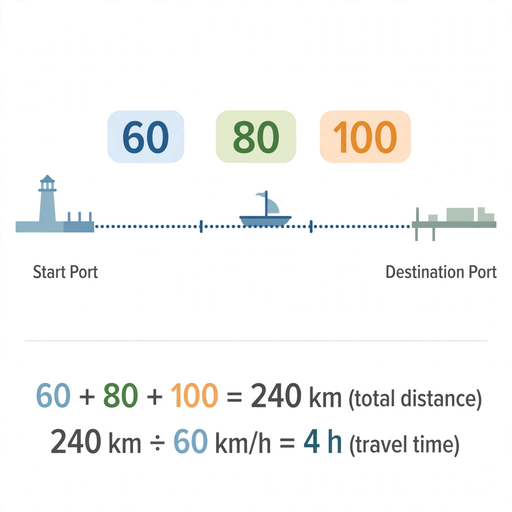 60 80 100
Start Port Destination Port
60 + 80 + 100 = 240 km (total distance)
240 km ÷ 60 km/h = 4 h (travel time)